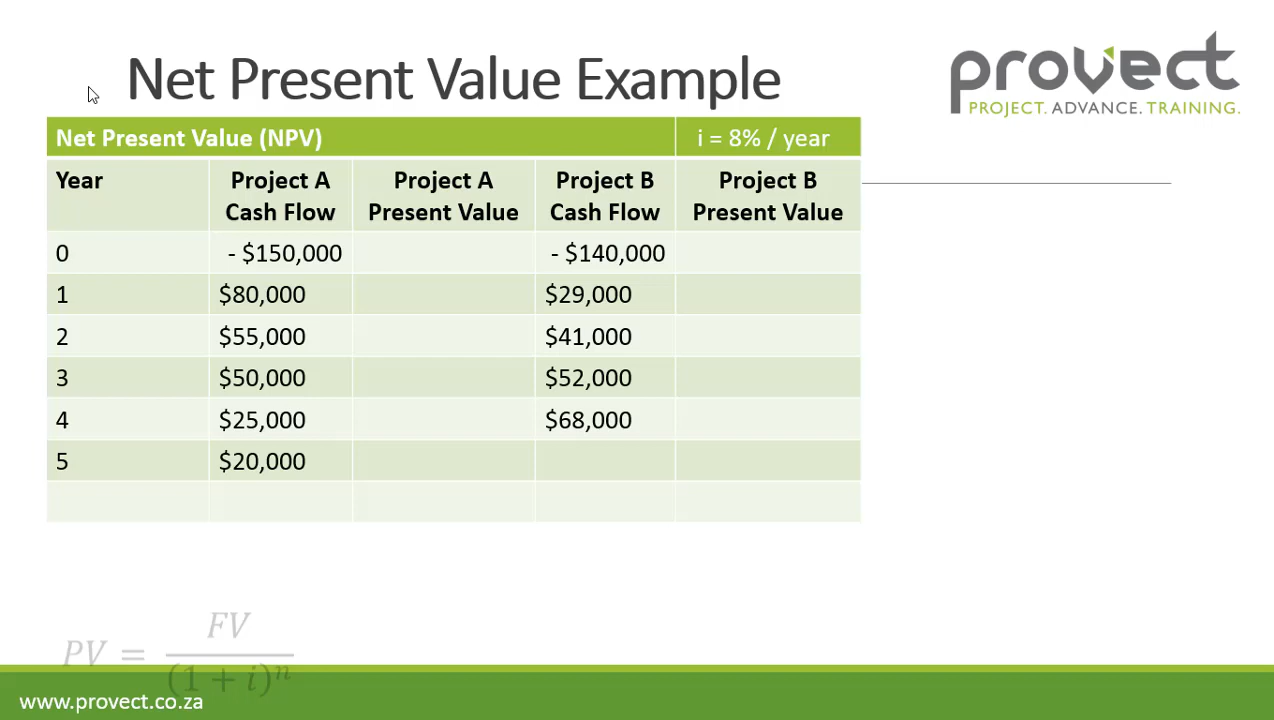 Net Present Value Example
provect
PROJECT. ADVANCE. TRAINING.
Net Present Value (NPV) i = 8% / year
Year Project A Cash Flow Project A Present Value Project B Cash Flow Project B Present Value
0 - $150,000 - $140,000
1 $80,000 $29,000
2 $55,000 $41,000
3 $50,000 $52,000
4 $25,000 $68,000
5 $20,000
PV = FV / (1 + i)^n
www.provect.co.za